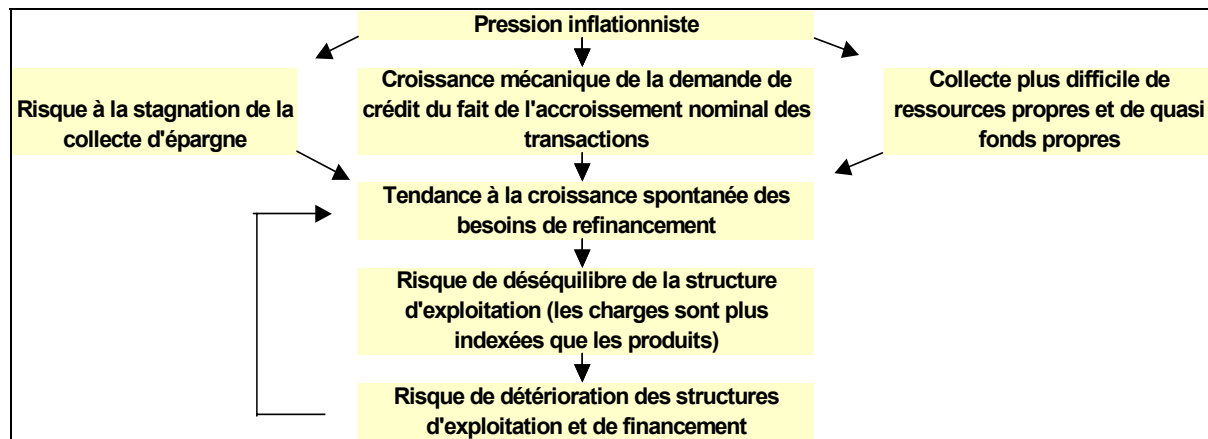 Pression inflationniste
Risque à la stagnation de la
collecte d'épargne
Croissance mécanique de la demande de
crédit du fait de l'accroissement nominal des
transactions
Collecte plus difficile de
ressources propres et de quasi
fonds propres
Tendance à la croissance spontanée des
besoins de refinancement
Risque de déséquilibre de la structure
d'exploitation (les charges sont plus
indexées que les produits)
Risque de détérioration des structures
d'exploitation et de financement